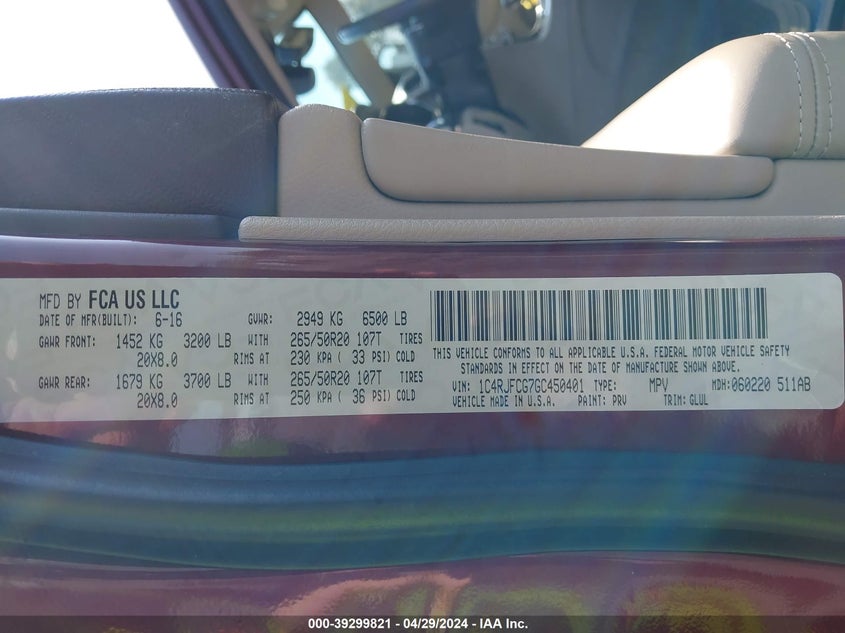 MFD BY FCA US LLC
DATE OF MFR(BUILT): 6-16 GVWR: 2949 KG 6500 LB
GAWR FRONT: 1452 KG 3200 LB WITH 265/50R20 107T TIRES
20X8.0 RIMS AT 230 KPA ( 33 PSI) COLD
GAWR REAR: 1679 KG 3700 LB WITH 265/50R20 107T TIRES
20X8.0 RIMS AT 250 KPA ( 36 PSI) COLD
THIS VEHICLE CONFORMS TO ALL APPLICABLE U.S.A. FEDERAL MOTOR VEHICLE SAFETY
STANDARDS IN EFFECT ON THE DATE OF MANUFACTURE SHOWN ABOVE.
VIN: 1C4RJFCG7GC450401 TYPE: MPV MDH: 060220 511AB
VEHICLE MADE IN U.S.A. PAINT: PRV TRIM: GLUL
000-39299821 - 04/29/2024 - IAA Inc.